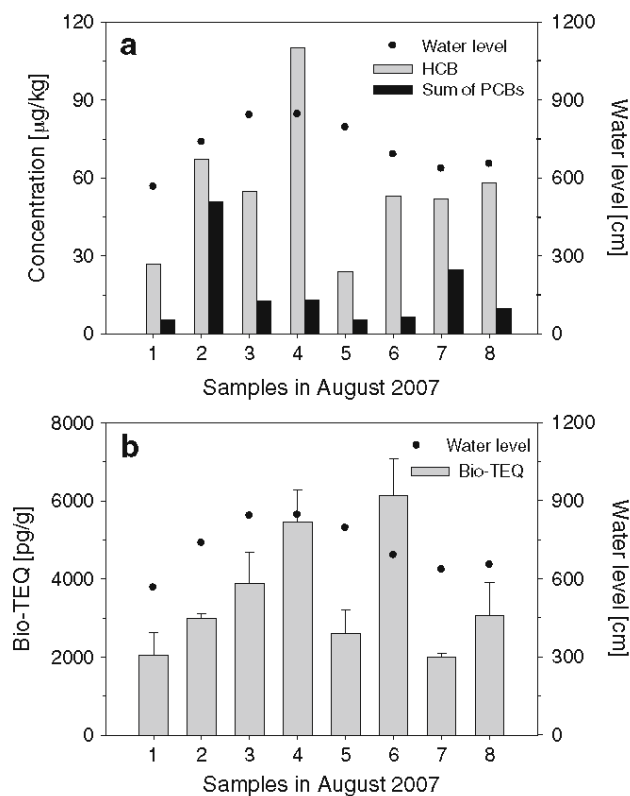 a
Water level
HCB
Sum of PCBs
Concentration [µg/kg]
120
90
60
30
0
1200
900
600
300
0
Water level [cm]
1 2 3 4 5 6 7 8
Samples in August 2007
b
Water level
Bio-TEQ
Bio-TEQ [pg/g]
8000
6000
4000
2000
0
1200
900
600
300
0
Water level [cm]
1 2 3 4 5 6 7 8
Samples in August 2007